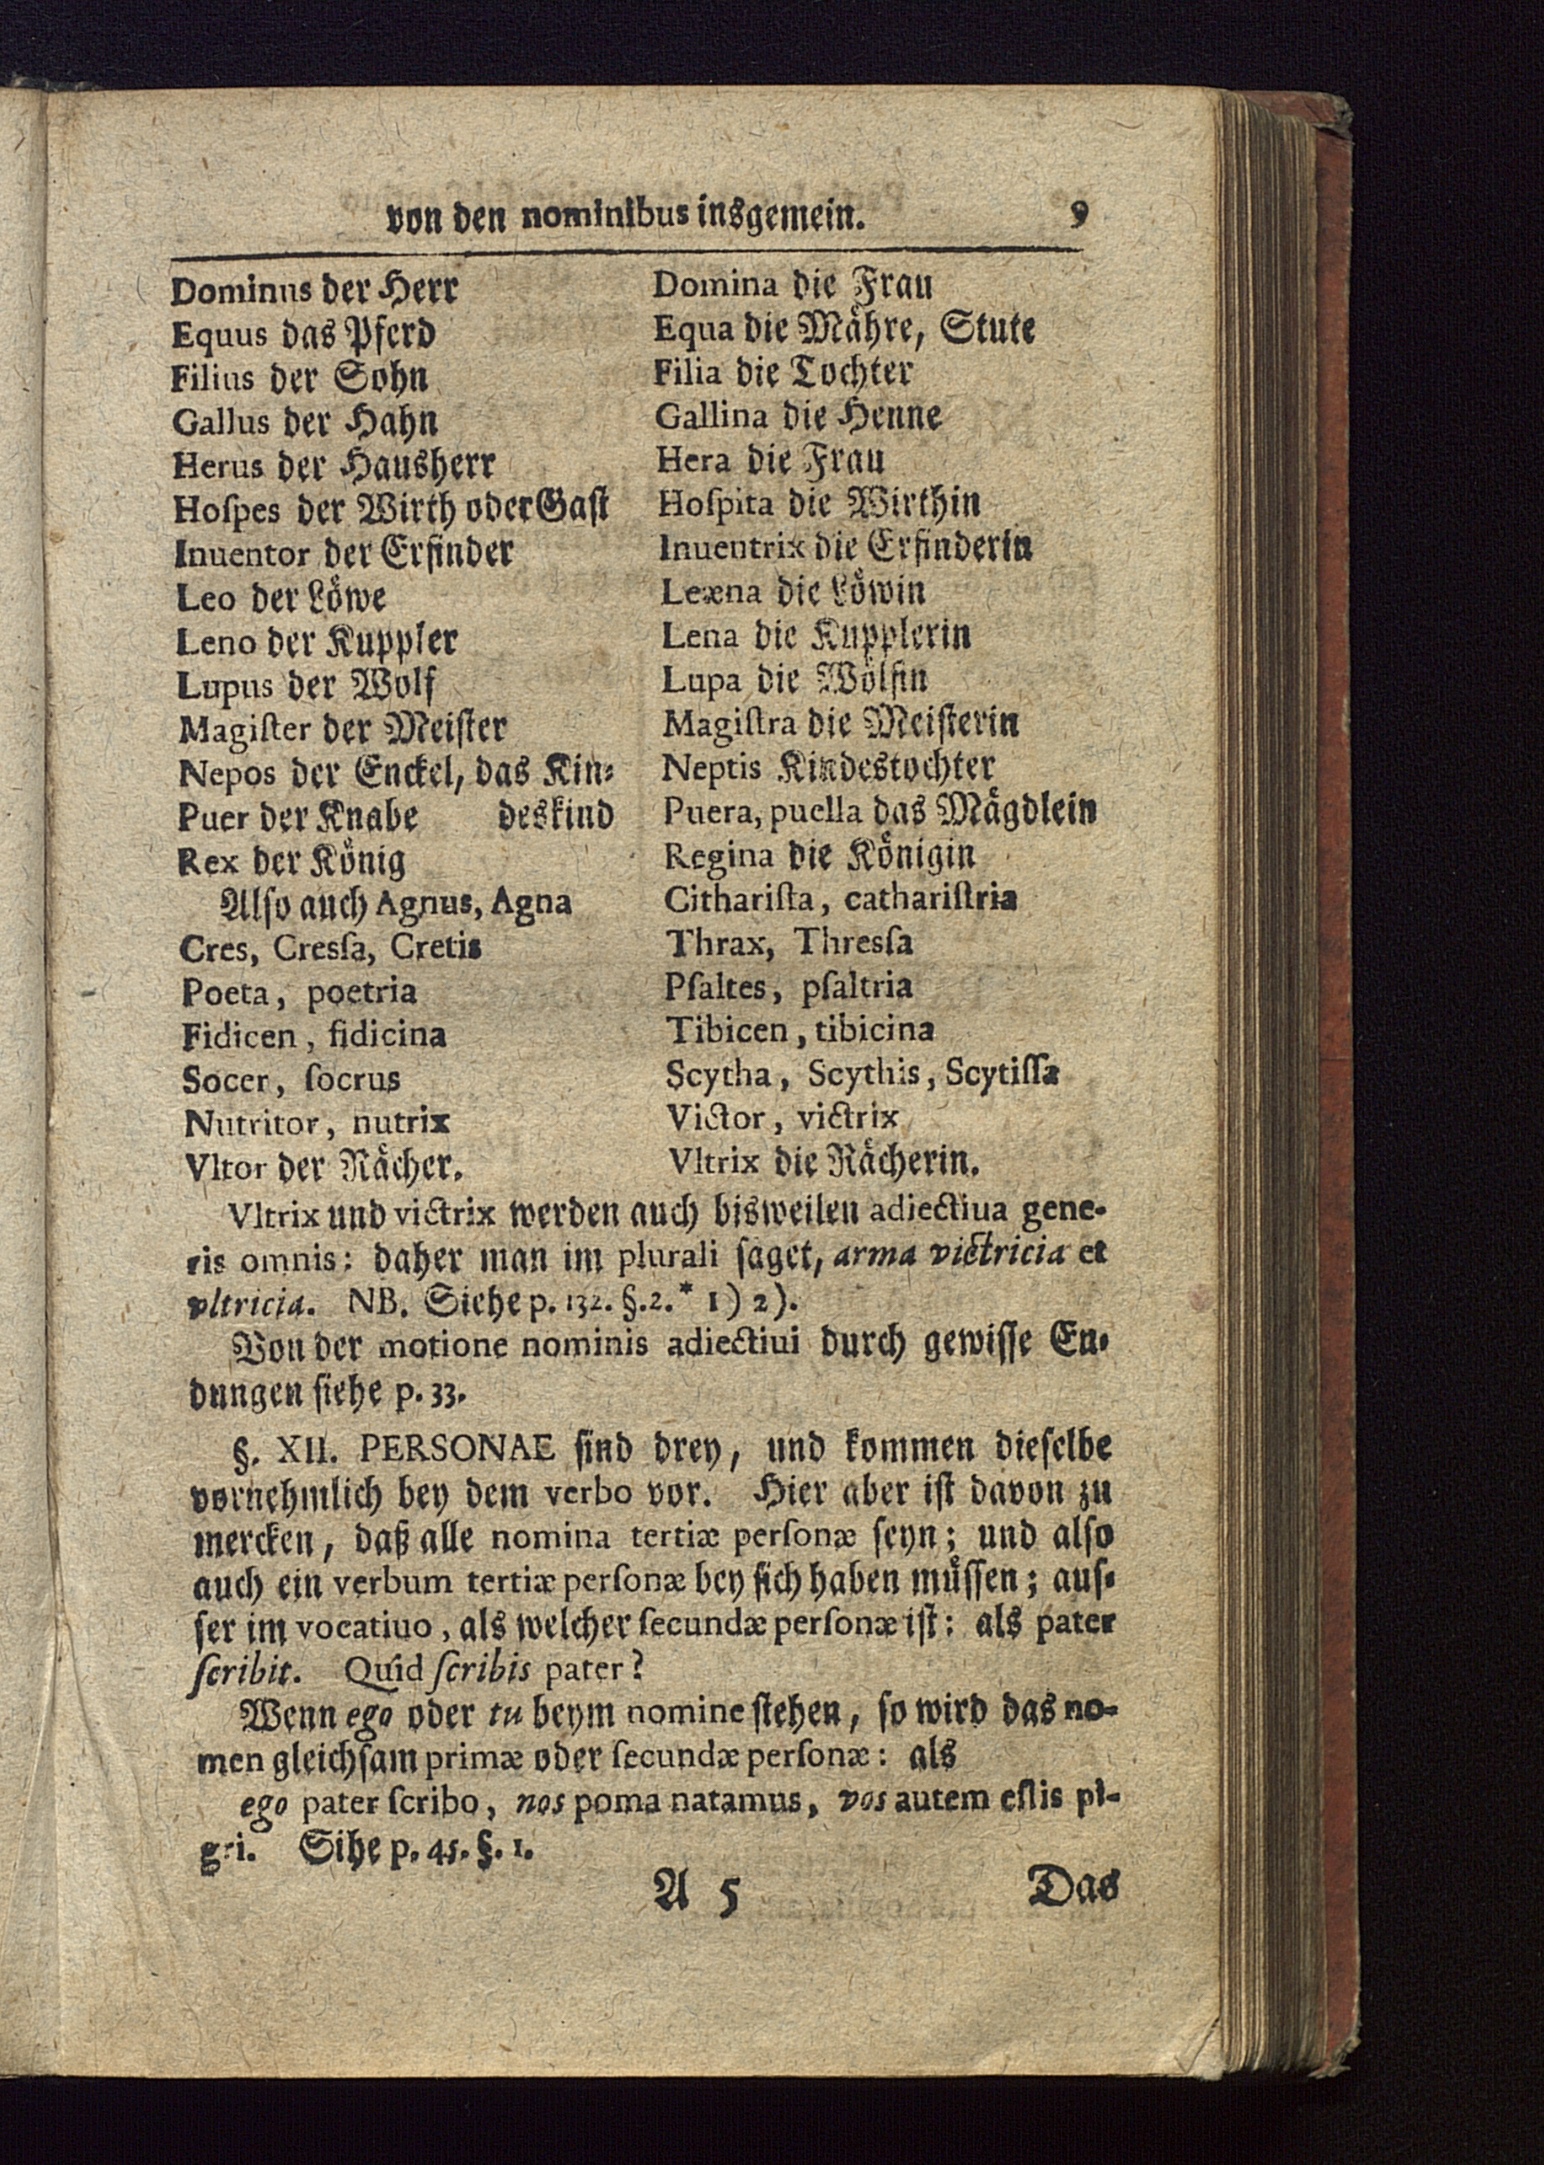 von den nominibus insgemein. 9
Dominus der Herr Domina die Frau
Equus das Pferd Equa die Mähre, Stute
Filius der Sohn Filia die Tochter
Gallus der Hahn Gallina die Henne
Herus der Hausherr Hera die Frau
Hoſpes der Wirth oder Gaſt Hoſpita die Wirthin
Inuentor der Erfinder Inuentrix die Erfinderin
Leo der Löwe Leæna die Löwin
Leno der Kuppler Lena die Kupplerin
Lupus der Wolf Lupa die Wölfin
Magiſter der Meiſter Magiſtra die Meiſterin
Nepos der Enckel, das Kin⸗ Neptis Kindestochter
Puer der Knabe deskind Puera, puella das Mägdlein
Rex der König Regina die Königin
Alſo auch Agnus, Agna Cithariſta, cathariſtria
Cres, Cresſa, Cretis Thrax, Thresſa
Poeta, poetria Pſaltes, pſaltria
Fidicen, fidicina Tibicen, tibicina
Socer, ſocrus Scytha, Scythis, Scytiſſa
Nutritor, nutrix Victor, victrix
Vltor der Rächer. Vltrix die Rächerin.
Vltrix und victrix werden auch bisweilen adiectiua gene-
ris omnis: daher man im plurali ſaget, arma victricia et
vltricia. NB. Siehe p. 132. §.2.* 1) 2).
Von der motione nominis adiectiui durch gewiſſe En⸗
dungen ſiehe p. 33.
§. XII. PERSONAE ſind drey, und kommen dieſelbe
vornehmlich bey dem verbo vor. Hier aber iſt davon zu
mercken, daß alle nomina tertiæ perſonæ ſeyn; und alſo
auch ein verbum tertiæ perſonæ bey ſich haben müſſen; auſ⸗
ſer im vocatiuo, als welcher ſecundæ perſonæ iſt: als pater
ſcribit. Quid ſcribis pater?
Wenn ego oder tu beym nomine ſtehen, ſo wird das no-
men gleichſam primæ oder ſecundæ perſonæ: als
ego pater ſcribo, nos poma natamus, vos autem eſtis pi-
gri. Sihe p. 45. §. 1.
A 5 Das